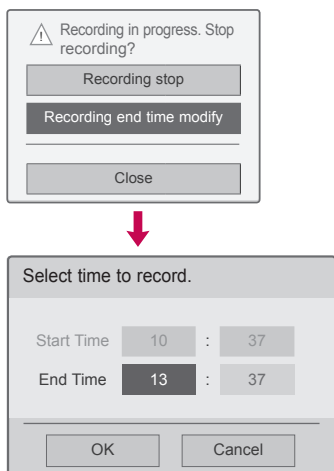 Recording in progress. Stop
recording?
Recording stop
Recording end time modify
Close
Select time to record.
Start Time 10 : 37
End Time 13 : 37
OK Cancel